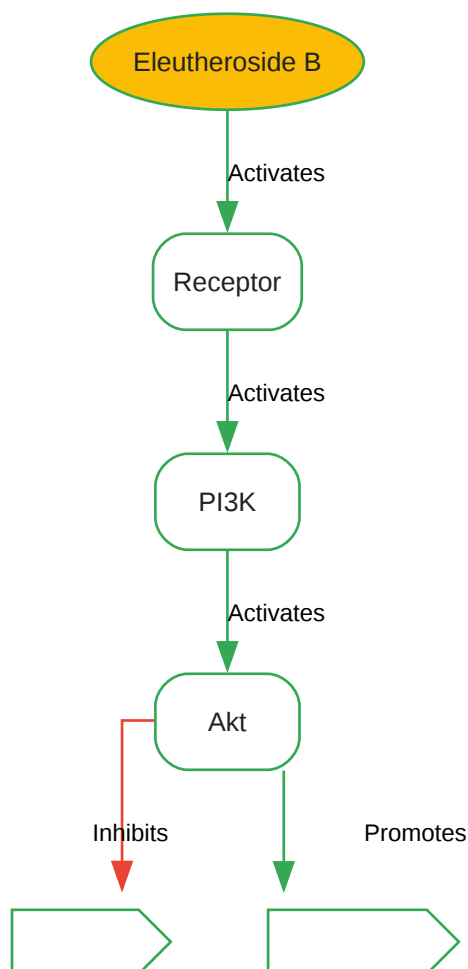 Eleutheroside B
Activates
Receptor
Activates
PI3K
Activates
Akt
Inhibits
Promotes